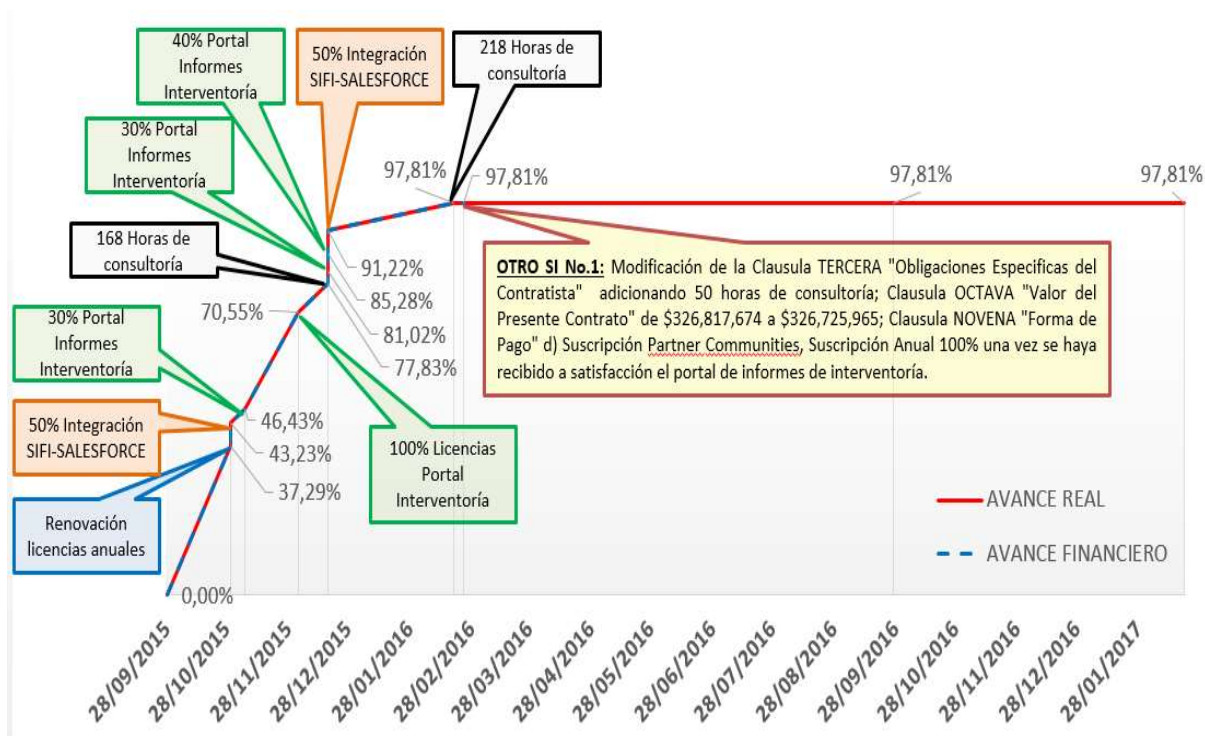 40% Portal
Informes
Interventoría
50% Integración
SIFI-SALESFORCE
218 Horas de
consultoría
30% Portal
Informes
Interventoría
168 Horas de
consultoría
30% Portal
Informes
Interventoría
50% Integración
SIFI-SALESFORCE
Renovación
licencias anuales
100% Licencias
Portal
Interventoría
97,81%
97,81%
97,81%
97,81%
91,22%
85,28%
81,02%
77,83%
70,55%
46,43%
43,23%
37,29%
0,00%
OTRO SI No.1: Modificación de la Clausula TERCERA "Obligaciones Especificas del
Contratista" adicionando 50 horas de consultoría; Clausula OCTAVA "Valor del
Presente Contrato" de $326,817,674 a $326,725,965; Clausula NOVENA "Forma de
Pago" d) Suscripción Partner Communities, Suscripción Anual 100% una vez se haya
recibido a satisfacción el portal de informes de interventoría.
AVANCE REAL
AVANCE FINANCIERO
28/09/2015
28/10/2015
28/11/2015
28/12/2015
28/01/2016
28/02/2016
28/03/2016
28/04/2016
28/05/2016
28/06/2016
28/07/2016
28/08/2016
28/09/2016
28/10/2016
28/11/2016
28/12/2016
28/01/2017